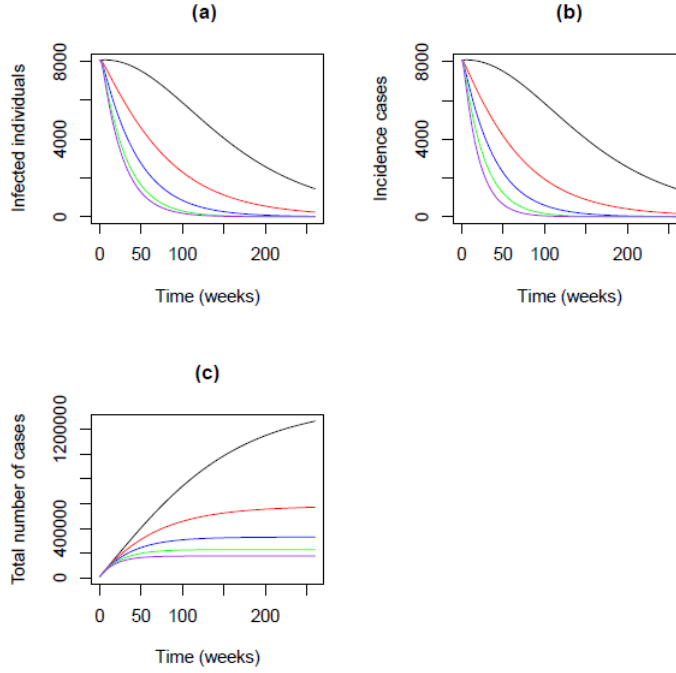 (a)
Infected individuals
8000
4000
0
0 50 100 200
Time (weeks)
(b)
Incidence cases
8000
4000
0
0 50 100 200
Time (weeks)
(c)
Total number of cases
1200000
400000
0
0 50 100 200
Time (weeks)